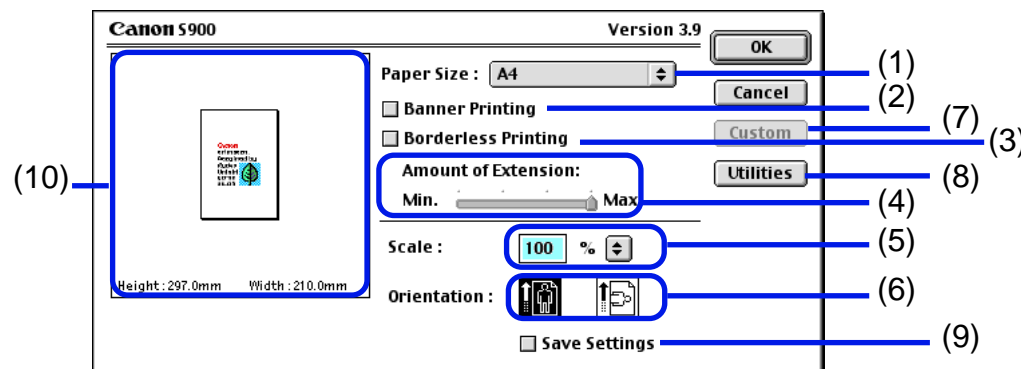 Canon S900 Version 3.9
OK
Paper Size : A4 (1)
Cancel
(2)
Banner Printing
Custom (7)
Borderless Printing (3)
Amount of Extension: Utilities (8)
Min. Max (4)
(10)
Canon
Scale : 100 % (5)
Height:297.0mm Width:210.0mm
Orientation : (6)
Save Settings (9)